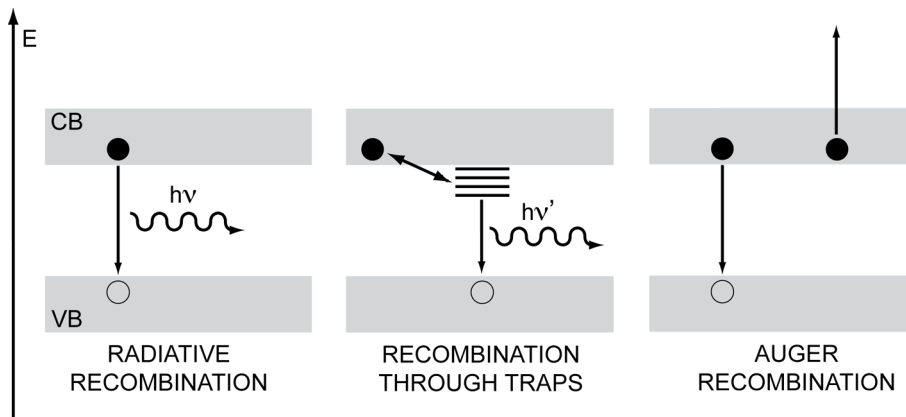 E
CB
hν
hν’
VB
RADIATIVE
RECOMBINATION
RECOMBINATION
THROUGH TRAPS
AUGER
RECOMBINATION